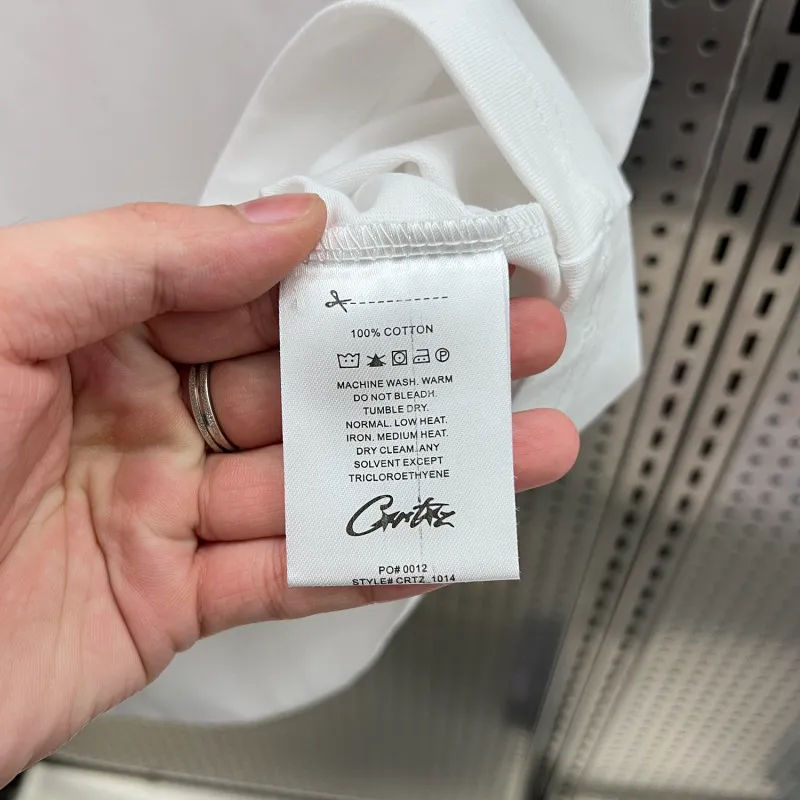 100% COTTON
MACHINE WASH. WARM
DO NOT BLEADH.
TUMBLE DRY.
NORMAL. LOW HEAT.
IRON. MEDIUM HEAT.
DRY CLEAM. ANY
SOLVENT EXCEPT
TRICLOROETHYENE
Corteiz
PO# 0012
STYLE# CRTZ 1014